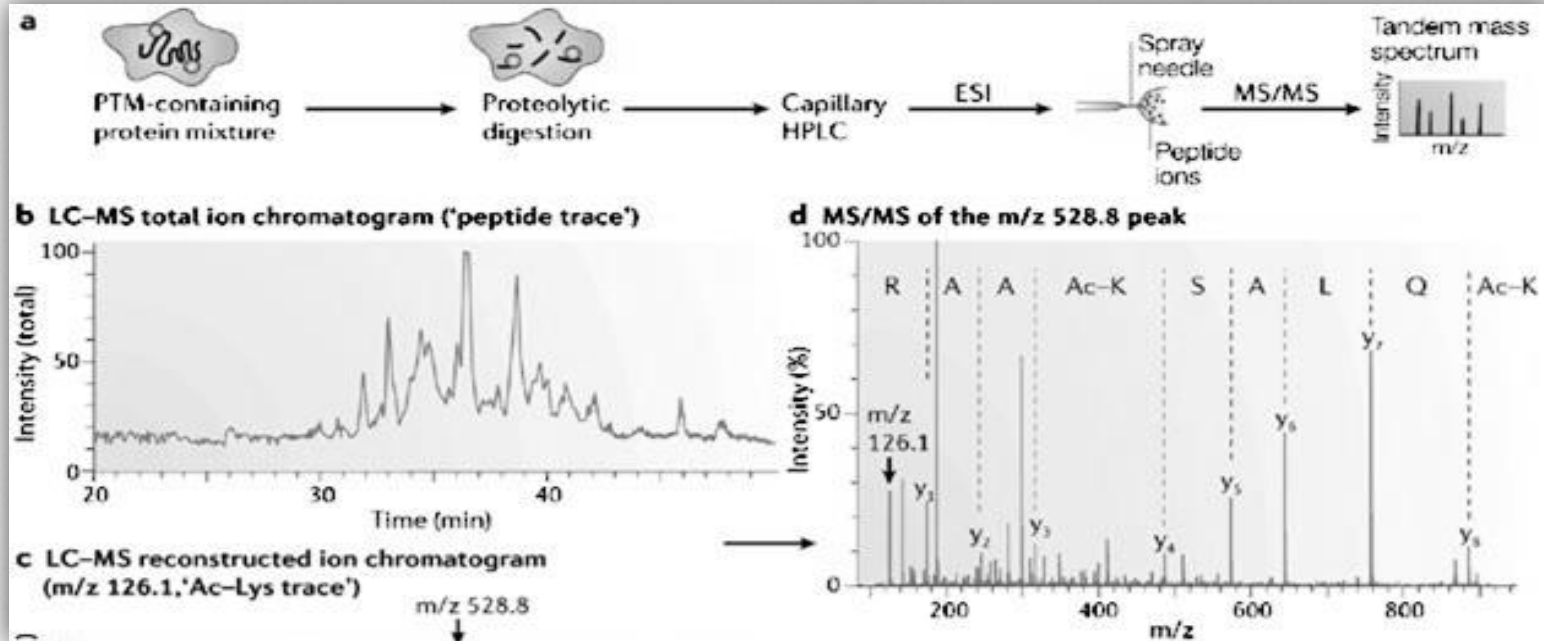 a
PTM-containing
protein mixture
Proteolytic
digestion
Capillary
HPLC
ESI
Spray
needle
Peptide
ions
MS/MS
Tandem mass
spectrum
Intensity
m/z
b LC–MS total ion chromatogram ('peptide trace')
Intensity (total)
100
50
0
20
30
40
Time (min)
c LC–MS reconstructed ion chromatogram
(m/z 126.1,'Ac–Lys trace')
m/z 528.8
d MS/MS of the m/z 528.8 peak
Intensity (%)
100
50
0
R A A Ac–K S A L Q Ac–K
m/z
126.1
y1
y2
y3
y4
y5
y6
y7
y8
200
400
600
800
m/z